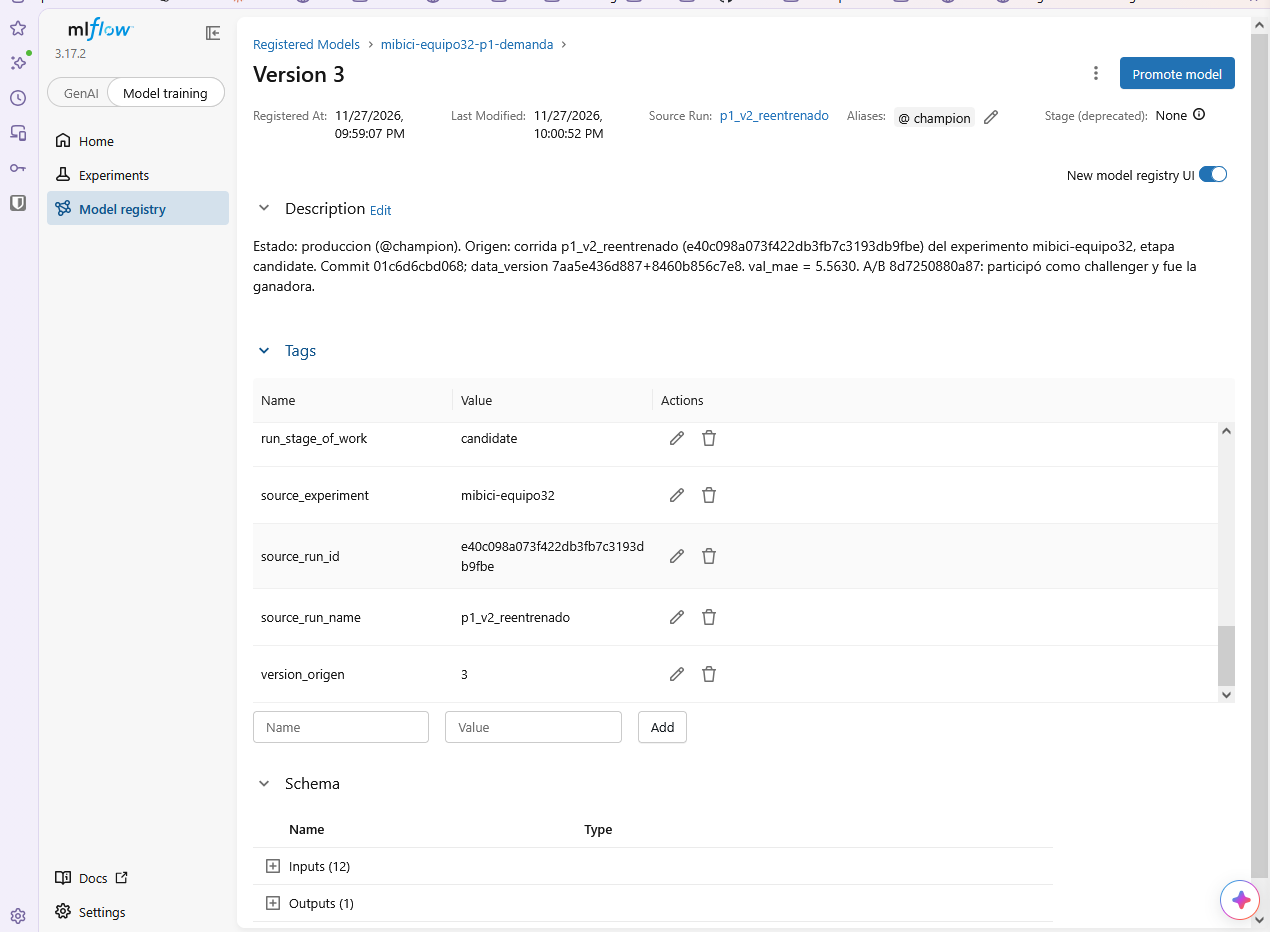 mlflow
3.17.2
GenAI
Model training
Home
Experiments
Model registry
Docs
Settings
Registered Models > mibici-equipo32-p1-demanda >
Version 3
Promote model
Registered At: 11/27/2026, 09:59:07 PM
Last Modified: 11/27/2026, 10:00:52 PM
Source Run: p1_v2_reentrenado
Aliases: @ champion
Stage (deprecated): None
New model registry UI
Description Edit
Estado: produccion (@champion). Origen: corrida p1_v2_reentrenado (e40c098a073f422db3fb7c3193db9fbe) del experimento mibici-equipo32, etapa
candidate. Commit 01c6d6cbd068; data_version 7aa5e436d887+8460b856c7e8. val_mae = 5.5630. A/B 8d7250880a87: participó como challenger y fue la
ganadora.
Tags
Name Value Actions
run_stage_of_work candidate
source_experiment mibici-equipo32
source_run_id e40c098a073f422db3fb7c3193d
b9fbe
source_run_name p1_v2_reentrenado
version_origen 3
Name Value Add
Schema
Name Type
Inputs (12)
Outputs (1)